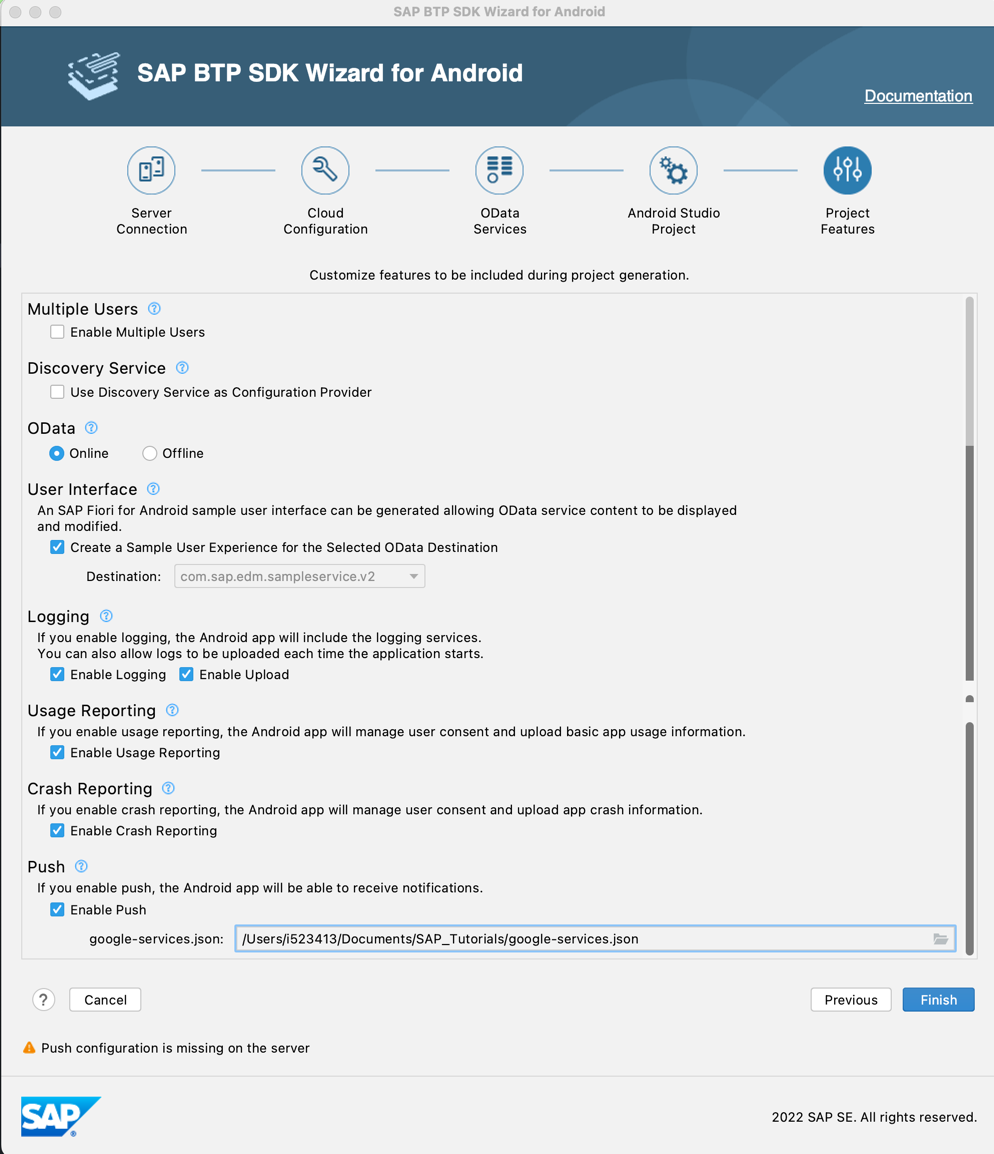 SAP BTP SDK Wizard for Android
SAP BTP SDK Wizard for Android
Documentation
Server
Connection
Cloud
Configuration
OData
Services
Android Studio
Project
Project
Features
Customize features to be included during project generation.
Multiple Users ?
Enable Multiple Users
Discovery Service ?
Use Discovery Service as Configuration Provider
OData ?
Online Offline
User Interface ?
An SAP Fiori for Android sample user interface can be generated allowing OData service content to be displayed
and modified.
Create a Sample User Experience for the Selected OData Destination
Destination: com.sap.edm.sampleservice.v2
Logging ?
If you enable logging, the Android app will include the logging services.
You can also allow logs to be uploaded each time the application starts.
Enable Logging Enable Upload
Usage Reporting ?
If you enable usage reporting, the Android app will manage user consent and upload basic app usage information.
Enable Usage Reporting
Crash Reporting ?
If you enable crash reporting, the Android app will manage user consent and upload app crash information.
Enable Crash Reporting
Push ?
If you enable push, the Android app will be able to receive notifications.
Enable Push
google-services.json: /Users/i523413/Documents/SAP_Tutorials/google-services.json
? Cancel Previous Finish
Push configuration is missing on the server
SAP ®
2022 SAP SE. All rights reserved.